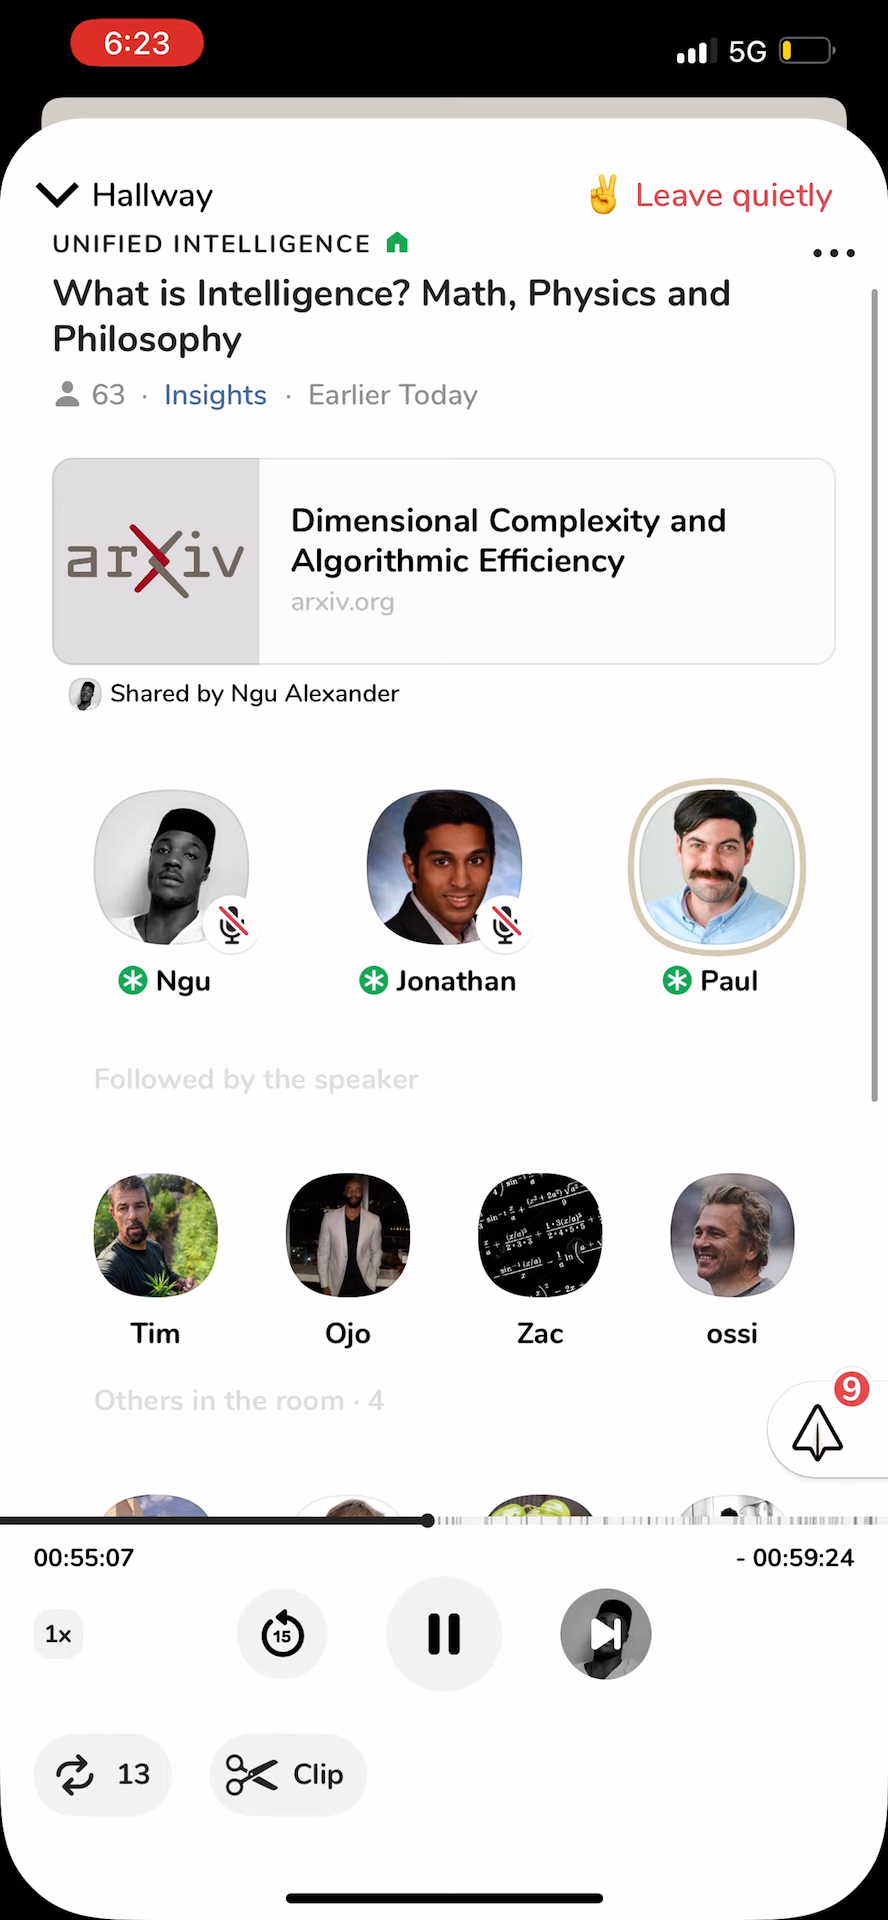 6:23
5G
Hallway
✌️ Leave quietly
UNIFIED INTELLIGENCE
What is Intelligence? Math, Physics and
Philosophy
63 · Insights · Earlier Today
arXiv
Dimensional Complexity and
Algorithmic Efficiency
arxiv.org
Shared by Ngu Alexander
Ngu
Jonathan
Paul
Followed by the speaker
Tim
Ojo
Zac
ossi
Others in the room · 4
9
00:55:07
- 00:59:24
1x
15
13
Clip